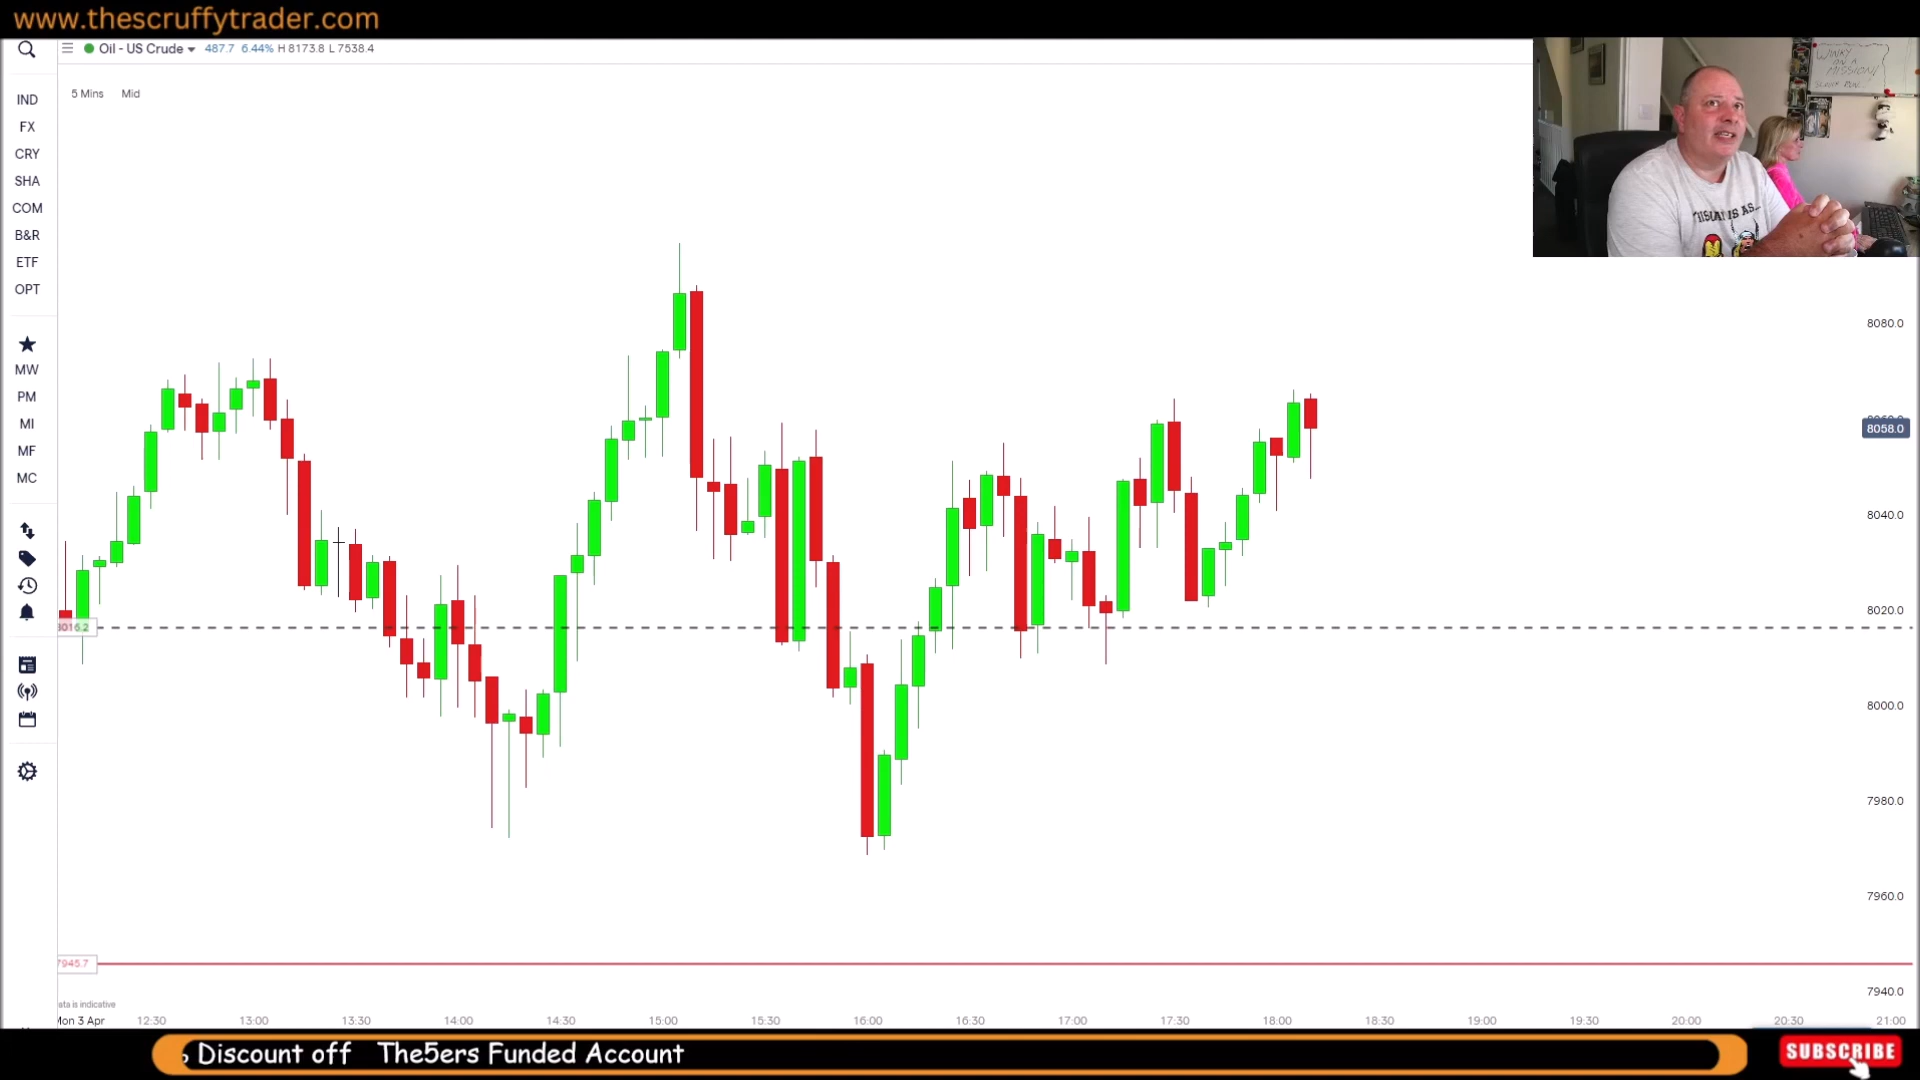 www.thescruffytrader.com
Oil - US Crude 487.7 6.44% H 8173.8 L 7538.4
5 Mins Mid
IND
FX
CRY
SHA
COM
B&R
ETF
OPT
MW
PM
MI
MF
MC
WINKY
ON A
MISSION!
8080.0
8058.0
8040.0
8020.0
8016.2
8000.0
7980.0
7960.0
7945.7
7940.0
ata is indicative
Mon 3 Apr 12:30 13:00 13:30 14:00 14:30 15:00 15:30 16:00 16:30 17:00 17:30 18:00 18:30 19:00 19:30 20:00 20:30 21:00
Discount off The5ers Funded Account
SUBSCRIBE